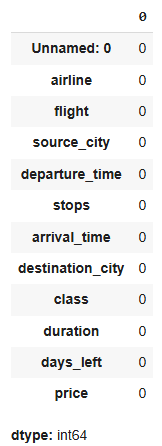 0
Unnamed: 0 0
airline 0
flight 0
source_city 0
departure_time 0
stops 0
arrival_time 0
destination_city 0
class 0
duration 0
days_left 0
price 0
dtype: int64